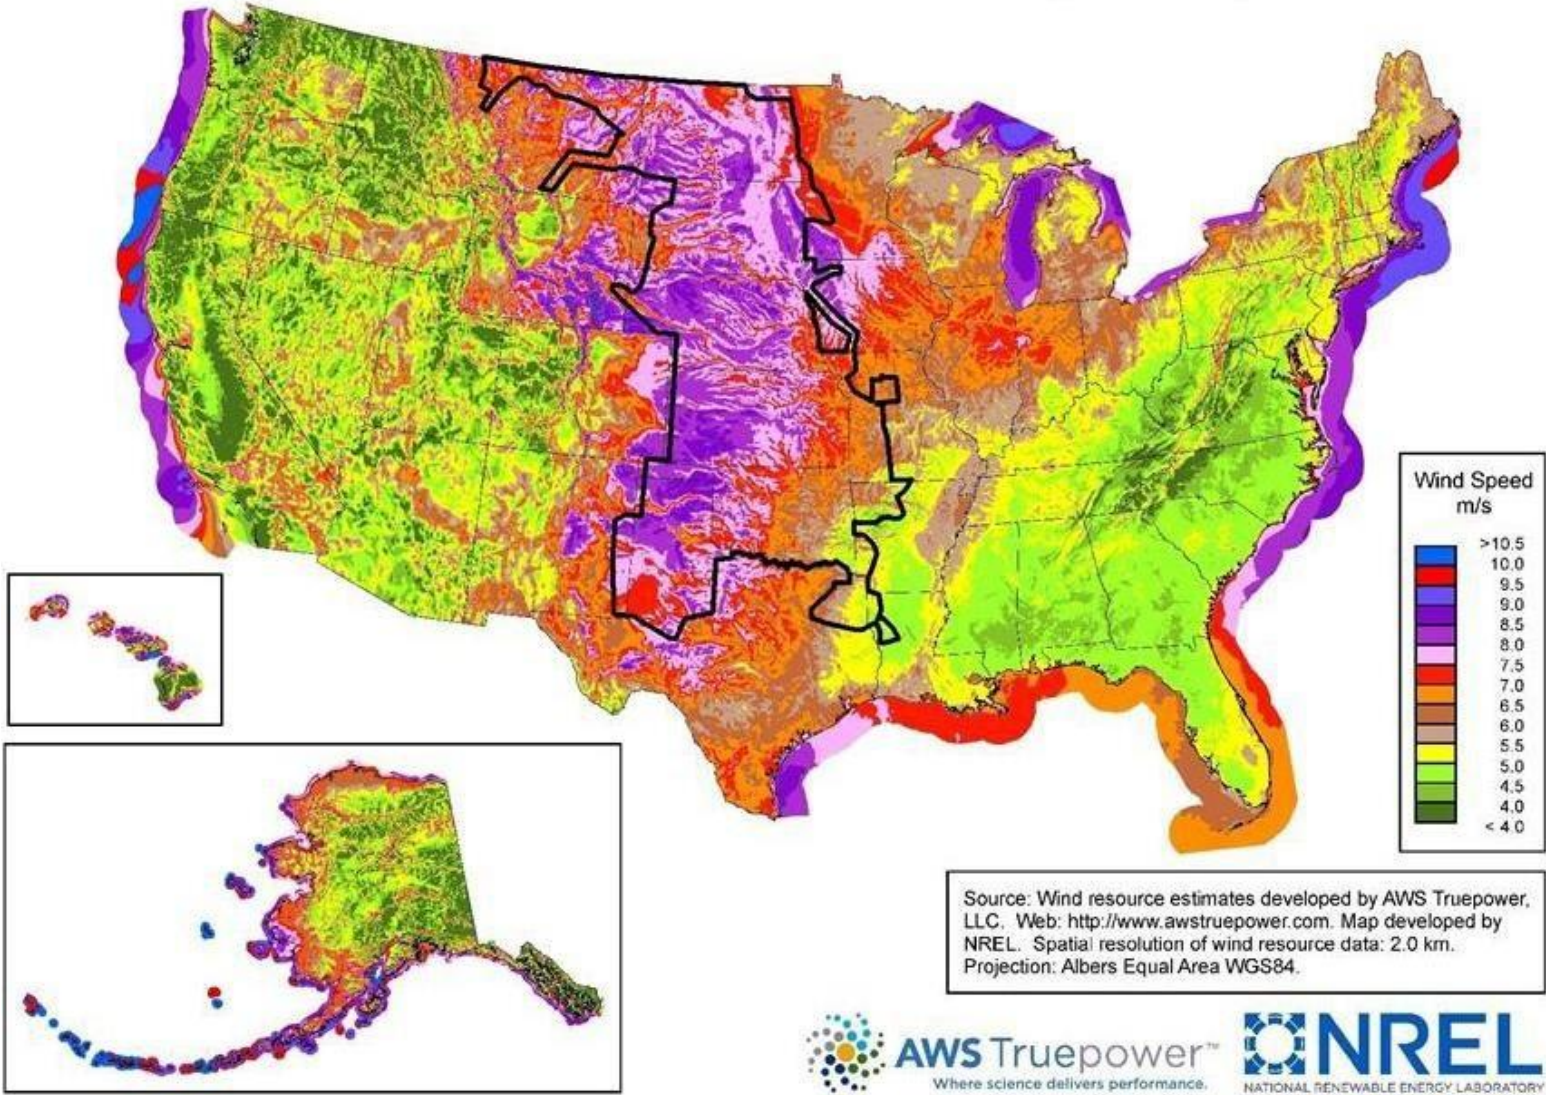 Wind Speed
m/s
>10.5
10.0
9.5
9.0
8.5
8.0
7.5
7.0
6.5
6.0
5.5
5.0
4.5
4.0
< 4.0
Source: Wind resource estimates developed by AWS Truepower,
LLC. Web: http://www.awstruepower.com. Map developed by
NREL. Spatial resolution of wind resource data: 2.0 km.
Projection: Albers Equal Area WGS84.
AWS Truepower™
Where science delivers performance.
NREL
NATIONAL RENEWABLE ENERGY LABORATORY